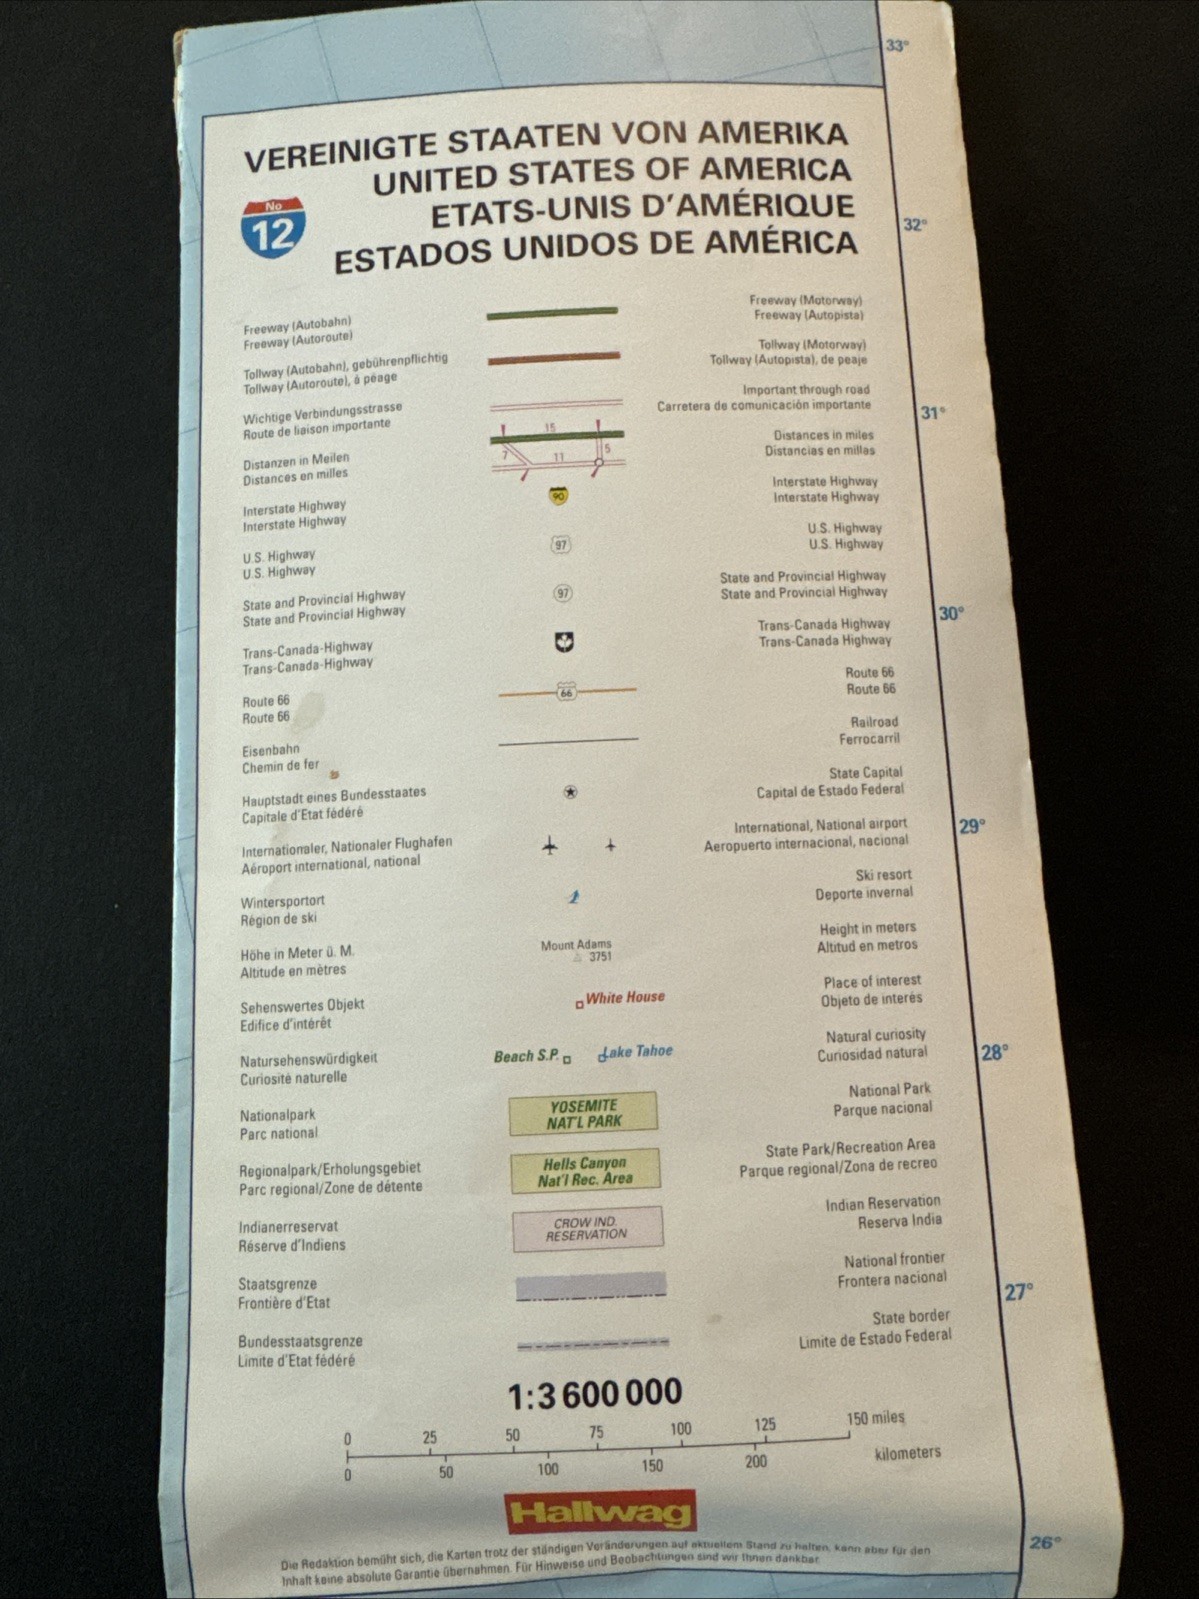 33°
VEREINIGTE STAATEN VON AMERIKA
UNITED STATES OF AMERICA
ETATS-UNIS D'AMÉRIQUE
ESTADOS UNIDOS DE AMÉRICA
No
12
32°
Freeway (Autobahn)
Freeway (Autoroute)
Freeway (Motorway)
Freeway (Autopista)
Tollway (Autobahn), gebührenpflichtig
Tollway (Autoroute), à péage
Tollway (Motorway)
Tollway (Autopista), de peaje
Wichtige Verbindungsstrasse
Route de liaison importante
Important through road
Carretera de comunicación importante
31°
Distanzen in Meilen
Distances en milles
15
7
11
5
Distances in miles
Distancias en millas
Interstate Highway
Interstate Highway
90
Interstate Highway
Interstate Highway
U.S. Highway
U.S. Highway
97
U.S. Highway
U.S. Highway
State and Provincial Highway
State and Provincial Highway
97
State and Provincial Highway
State and Provincial Highway
30°
Trans-Canada-Highway
Trans-Canada-Highway
Trans-Canada Highway
Trans-Canada Highway
Route 66
Route 66
66
Route 66
Route 66
Eisenbahn
Chemin de fer
Railroad
Ferrocarril
Hauptstadt eines Bundesstaates
Capitale d'Etat fédéré
State Capital
Capital de Estado Federal
29°
Internationaler, Nationaler Flughafen
Aéroport international, national
International, National airport
Aeropuerto internacional, nacional
Wintersportort
Région de ski
Ski resort
Deporte invernal
Höhe in Meter ü. M.
Altitude en mètres
Mount Adams
3751
Height in meters
Altitud en metros
Sehenswertes Objekt
Edifice d'intérêt
White House
Place of interest
Objeto de interés
Natursehenswürdigkeit
Curiosité naturelle
Beach S.P.
Lake Tahoe
Natural curiosity
Curiosidad natural
28°
Nationalpark
Parc national
YOSEMITE
NAT'L PARK
National Park
Parque nacional
Regionalpark/Erholungsgebiet
Parc regional/Zone de détente
Hells Canyon
Nat'l Rec. Area
State Park/Recreation Area
Parque regional/Zona de recreo
Indianerreservat
Réserve d'Indiens
CROW IND.
RESERVATION
Indian Reservation
Reserva India
Staatsgrenze
Frontière d'Etat
National frontier
Frontera nacional
27°
Bundesstaatsgrenze
Limite d'Etat fédéré
State border
Limite de Estado Federal
1:3 600 000
0 25 50 75 100 125 150 miles
0 50 100 150 200 kilometers
Hallwag
26°
Die Redaktion bemüht sich, die Karten trotz der ständigen Veränderungen auf aktuellem Stand zu halten, kann aber für den
Inhalt keine absolute Garantie übernehmen. Für Hinweise und Beobachtungen sind wir Ihnen dankbar.